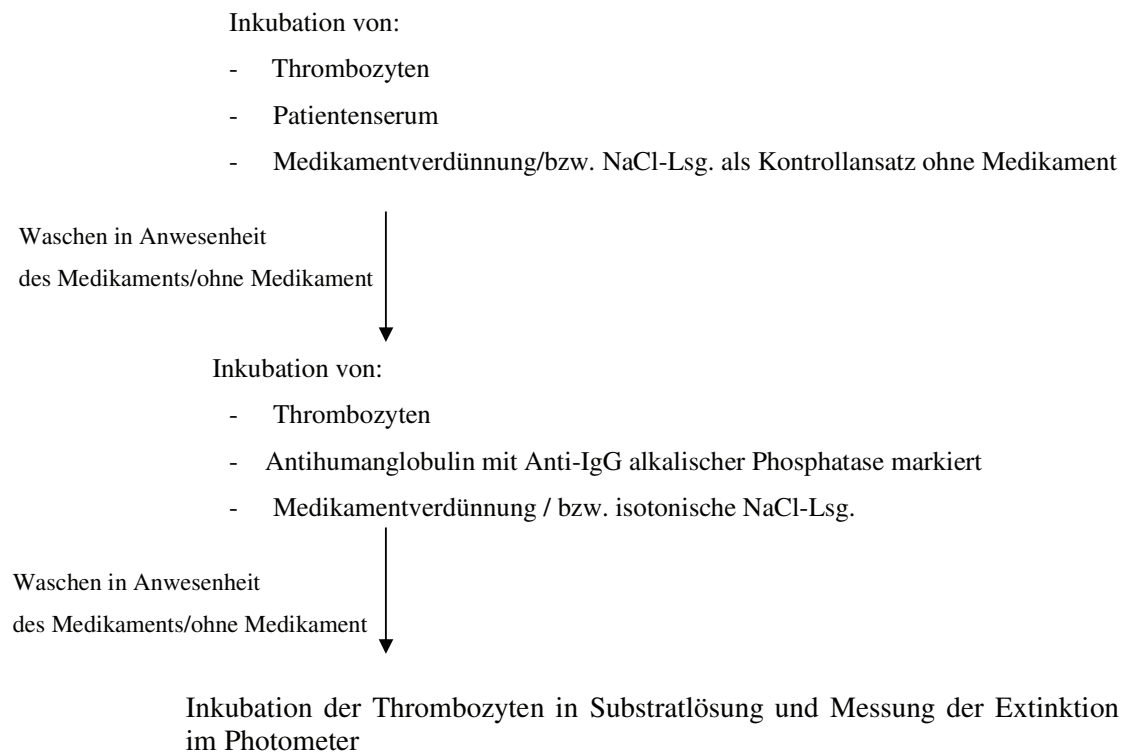 Inkubation von:
- Thrombozyten
- Patientenserum
- Medikamentverdünnung/bzw. NaCl-Lsg. als Kontrollansatz ohne Medikament
Waschen in Anwesenheit
des Medikaments/ohne Medikament
Inkubation von:
- Thrombozyten
- Antihumanglobulin mit Anti-IgG alkalischer Phosphatase markiert
- Medikamentverdünnung / bzw. isotonische NaCl-Lsg.
Waschen in Anwesenheit
des Medikaments/ohne Medikament
Inkubation der Thrombozyten in Substratlösung und Messung der Extinktion
im Photometer